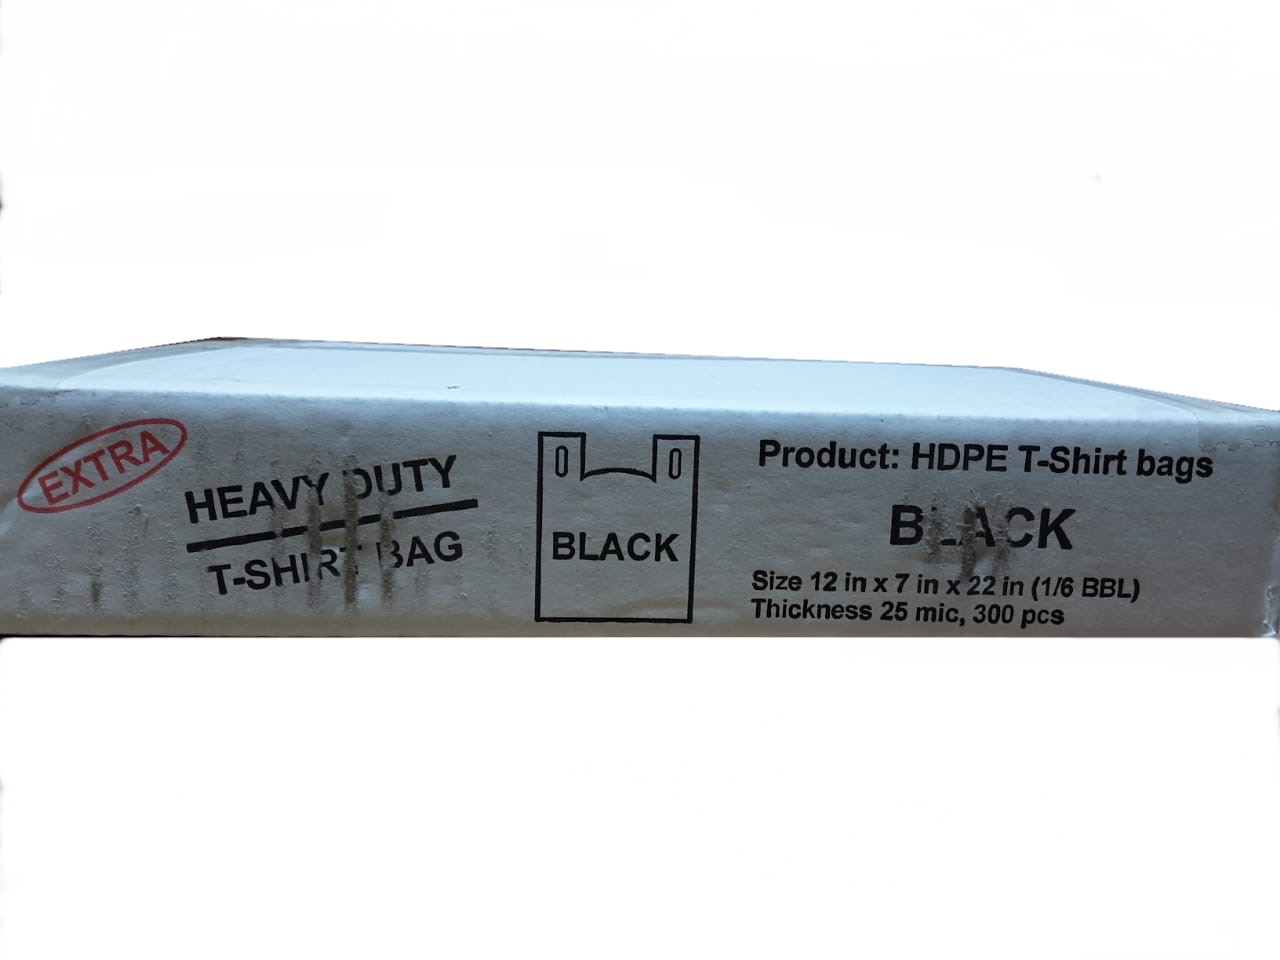 EXTRA
HEAVY DUTY
T-SHIRT BAG
BLACK
Product: HDPE T-Shirt bags
BLACK
Size 12 in x 7 in x 22 in (1/6 BBL)
Thickness 25 mic, 300 pcs